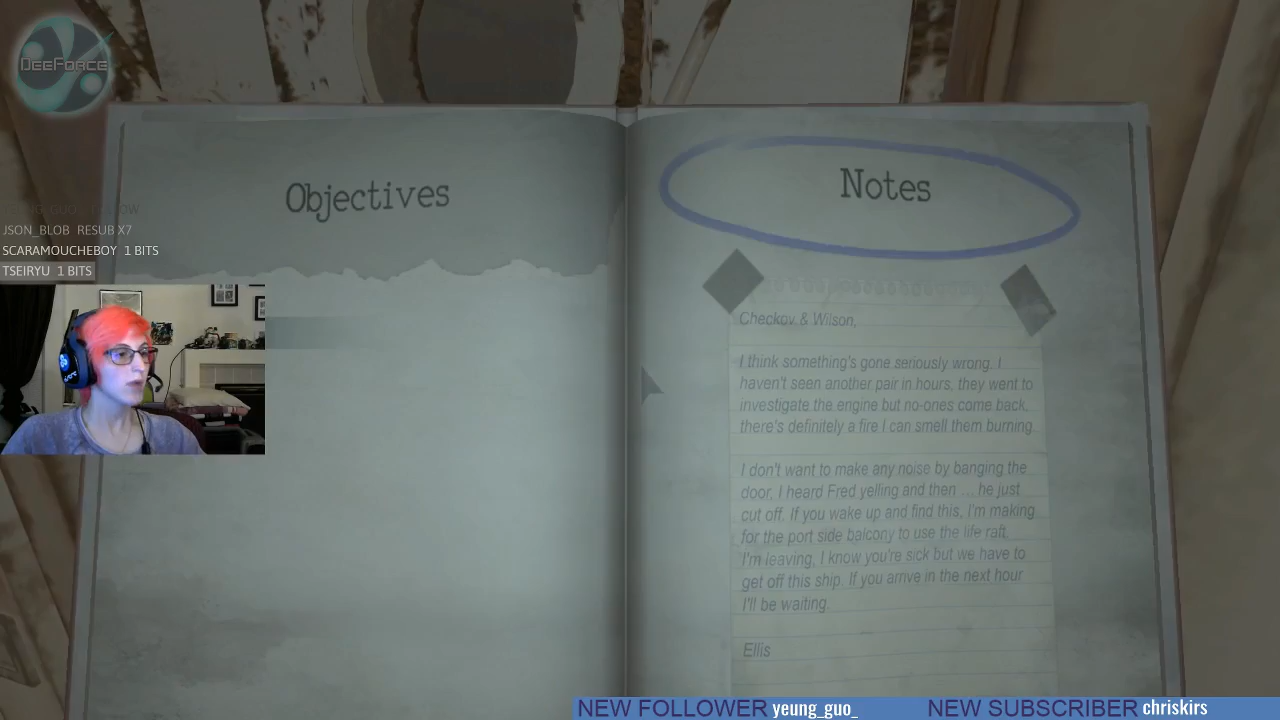 DEEFORCE
Objectives
Notes
JSON_BLOB RESUB X7
SCARAMOUCHEBOY 1 BITS
TSEIRYU 1 BITS
Checkov & Wilson,
I think something's gone seriously wrong. I
haven't seen another pair in hours, they went to
investigate the engine but no-ones come back,
there's definitely a fire I can smell them burning.
I don't want to make any noise by banging the
door, I heard Fred yelling and then ... he just
cut off. If you wake up and find this, I'm making
for the port side balcony to use the life raft.
I'm leaving, I know you're sick but we have to
get off this ship. If you arrive in the next hour
I'll be waiting.
Ellis
NEW FOLLOWER yeung_guo_
NEW SUBSCRIBER chriskirs